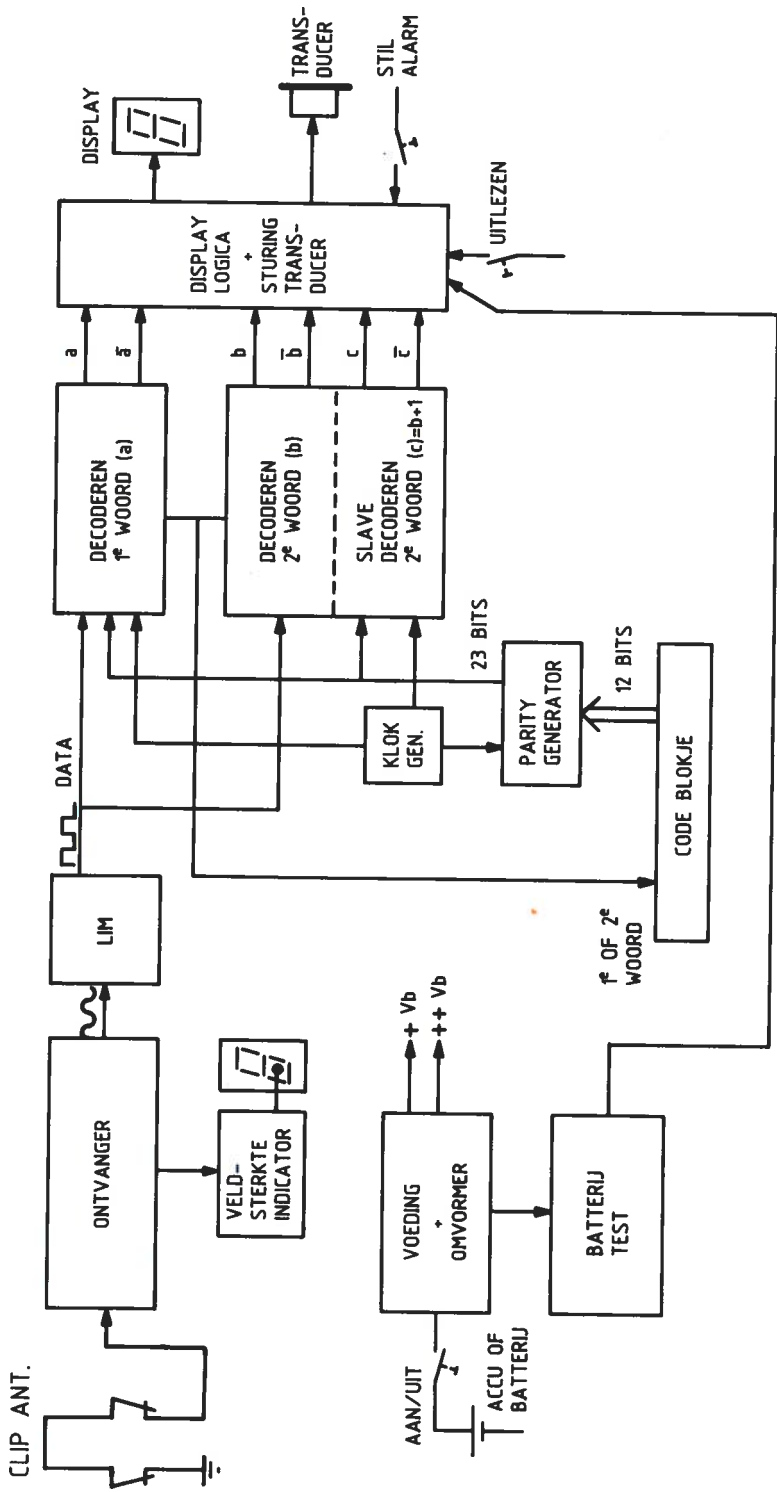 CLIP ANT.
ONTVANGER
VELD-
STERKTE
INDICATOR
LIM
DATA
DECODEREN
1e WOORD (a)
a
a̅
DECODEREN
2e WOORD (b)
SLAVE
DECODEREN
2e WOORD (c)=b+1
b
b̅
c
c̅
DISPLAY
LOGICA
+
STURING
TRANS-
DUCER
DISPLAY
TRANS-
DUCER
STIL
ALARM
UITLEZEN
KLOK
GEN.
23 BITS
PARITY
GENERATOR
12 BITS
CODE BLOKJE
1e OF 2e
WOORD
AAN/UIT
ACCU OF
BATTERIJ
VOEDING
+
OMVORMER
+ Vb
++ Vb
BATTERIJ
TEST